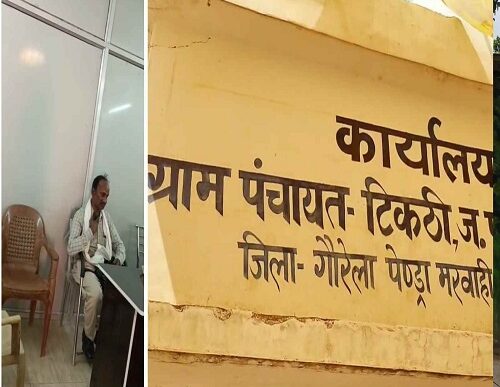 कार्यालय
ग्राम पंचायत- टिकठी, ज.
जिला- गौरेला पेण्ड्रा मरवाही